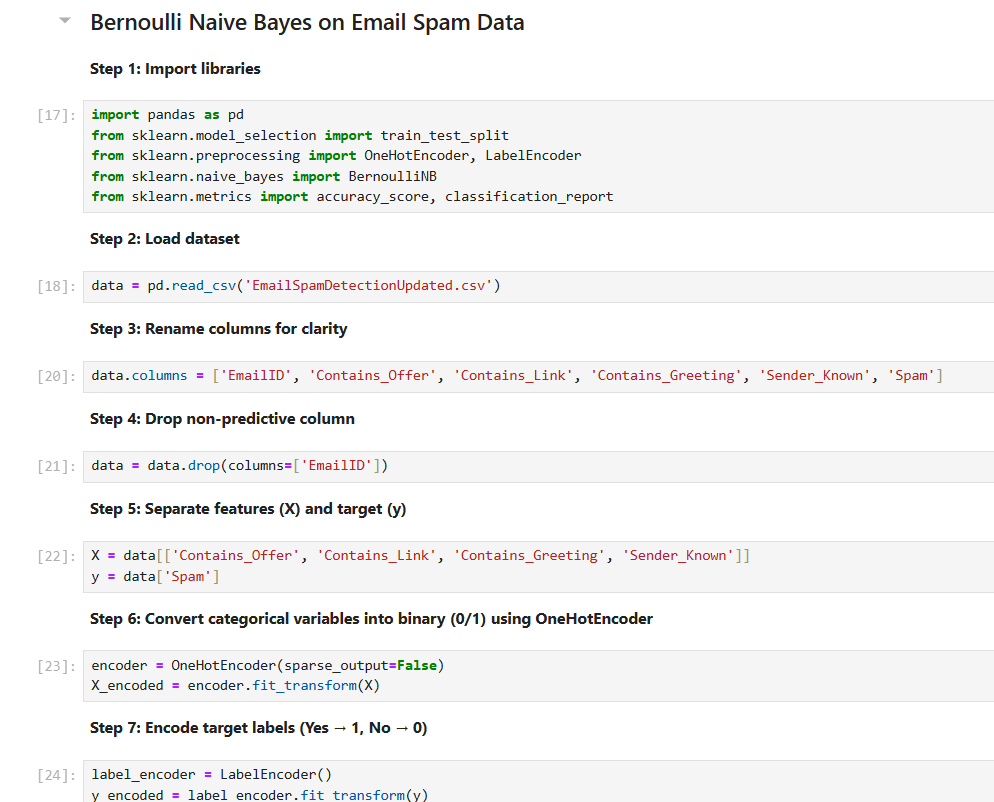 Bernoulli Naive Bayes on Email Spam Data
Step 1: Import libraries
[17]: import pandas as pd
from sklearn.model_selection import train_test_split
from sklearn.preprocessing import OneHotEncoder, LabelEncoder
from sklearn.naive_bayes import BernoulliNB
from sklearn.metrics import accuracy_score, classification_report
Step 2: Load dataset
[18]: data = pd.read_csv('EmailSpamDetectionUpdated.csv')
Step 3: Rename columns for clarity
[20]: data.columns = ['EmailID', 'Contains_Offer', 'Contains_Link', 'Contains_Greeting', 'Sender_Known', 'Spam']
Step 4: Drop non-predictive column
[21]: data = data.drop(columns=['EmailID'])
Step 5: Separate features (X) and target (y)
[22]: X = data[['Contains_Offer', 'Contains_Link', 'Contains_Greeting', 'Sender_Known']]
y = data['Spam']
Step 6: Convert categorical variables into binary (0/1) using OneHotEncoder
[23]: encoder = OneHotEncoder(sparse_output=False)
X_encoded = encoder.fit_transform(X)
Step 7: Encode target labels (Yes → 1, No → 0)
[24]: label_encoder = LabelEncoder()
y_encoded = label_encoder.fit_transform(y)